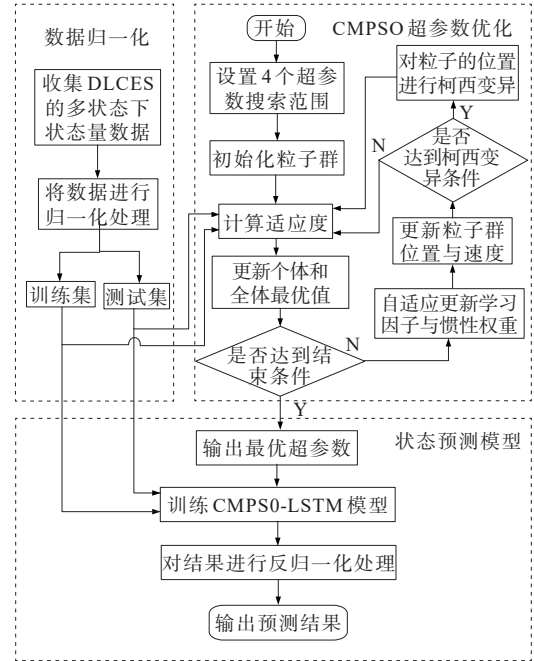 数据归一化
收集DLCES
的多状态下
状态量数据
将数据进行
归一化处理
训练集
测试集
CMPSO超参数优化
开始
设置4个超参
数搜索范围
初始化粒子群
计算适应度
更新个体和
全体最优值
是否达到结
束条件
N
Y
自适应更新学习
因子与惯性权重
更新粒子群
位置与速度
是否
达到柯西变
异条件
N
Y
对粒子的位置
进行柯西变异
状态预测模型
输出最优超参数
训练CMPS0-LSTM模型
对结果进行反归一化处理
输出预测结果